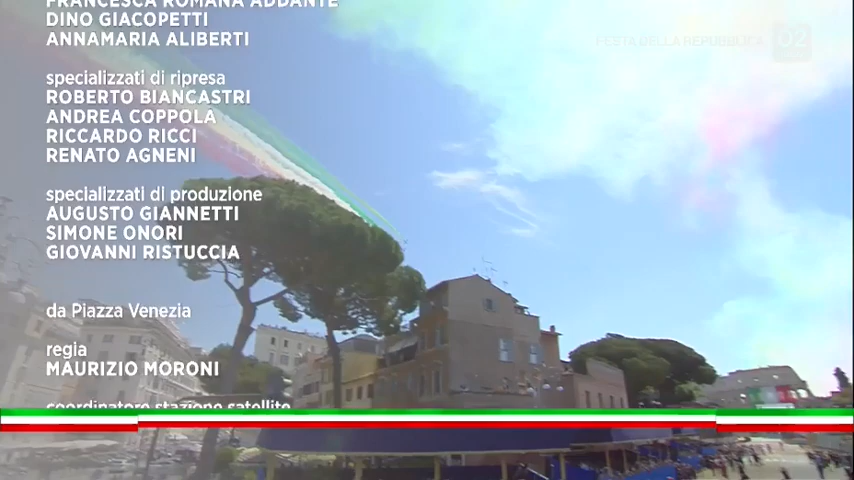 FRANCESCA ROMANA ADDANTE
DINO GIACOPETTI
ANNAMARIA ALIBERTI
specializzati di ripresa
ROBERTO BIANCASTRI
ANDREA COPPOLA
RICCARDO RICCI
RENATO AGNENI
specializzati di produzione
AUGUSTO GIANNETTI
SIMONE ONORI
GIOVANNI RISTUCCIA
da Piazza Venezia
regia
MAURIZIO MORONI
coordinatore stazione satellite
FESTA DELLA REPUBBLICA
02